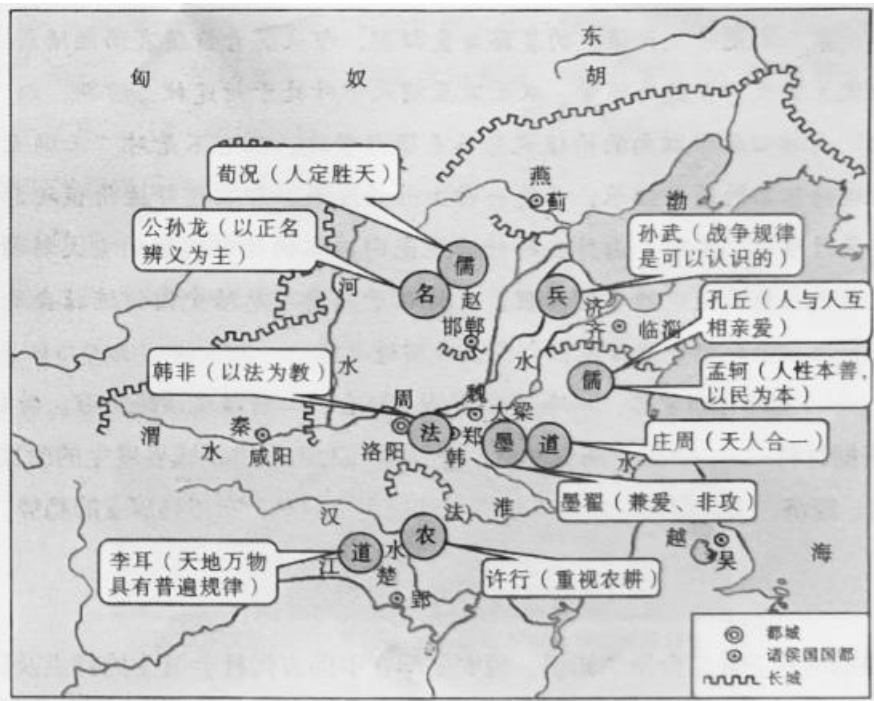 匈 奴
东
胡
荀况（人定胜天）
燕
蓟
渤
公孙龙（以正名
辨义为主）
孙武（战争规律
是可以认识的）
儒
名
赵
邯郸
河
水
兵
济
水
齐
临淄
海
孔丘（人与人互
相亲爱）
韩非（以法为教）
儒
孟轲（人性本善，
以民为本）
周
洛阳
魏
大梁
秦
咸阳
渭
水
法
郑
韩
墨
道
庄周（天人合一）
水
墨翟（兼爱、非攻）
汉
水
法
淮
农
道
江
楚
郢
越
吴
海
李耳（天地万物
具有普遍规律）
许行（重视农耕）
都城
诸侯国国都
长城